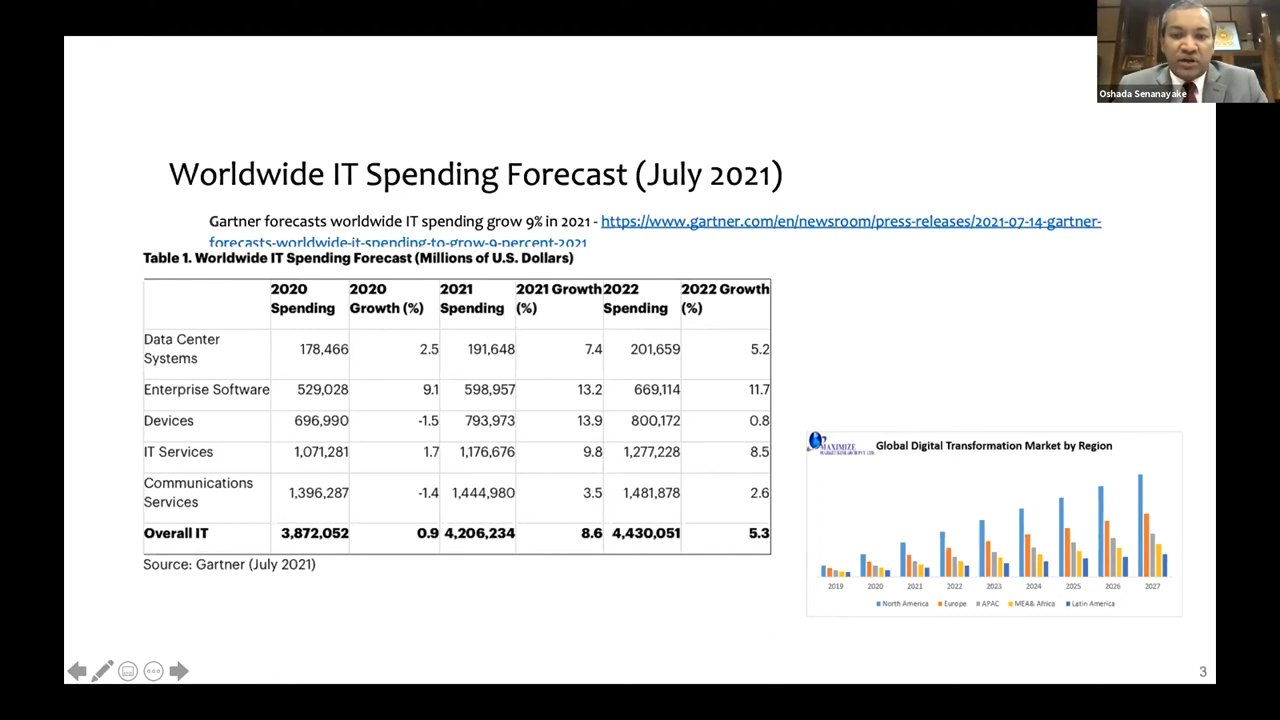 Oshada Senanayake
Worldwide IT Spending Forecast (July 2021)
Gartner forecasts worldwide IT spending grow 9% in 2021 - https://www.gartner.com/en/newsroom/press-releases/2021-07-14-gartner-
forecasts-worldwide-it-spending-to-grow-9-percent-2021
Table 1. Worldwide IT Spending Forecast (Millions of U.S. Dollars)
2020 2020 2021 2021 Growth 2022 2022 Growth
Spending Growth (%) Spending (%) Spending (%)
Data Center
Systems 178,466 2.5 191,648 7.4 201,659 5.2
Enterprise Software 529,028 9.1 598,957 13.2 669,114 11.7
Devices 696,990 -1.5 793,973 13.9 800,172 0.8
IT Services 1,071,281 1.7 1,176,676 9.8 1,277,228 8.5
Communications
Services 1,396,287 -1.4 1,444,980 3.5 1,481,878 2.6
Overall IT 3,872,052 0.9 4,206,234 8.6 4,430,051 5.3
Source: Gartner (July 2021)
MAXIMIZE
MARKET RESEARCH PVT. LTD
Global Digital Transformation Market by Region
2019 2020 2021 2022 2023 2024 2025 2026 2027
North America Europe APAC MEA& Africa Latin America
3